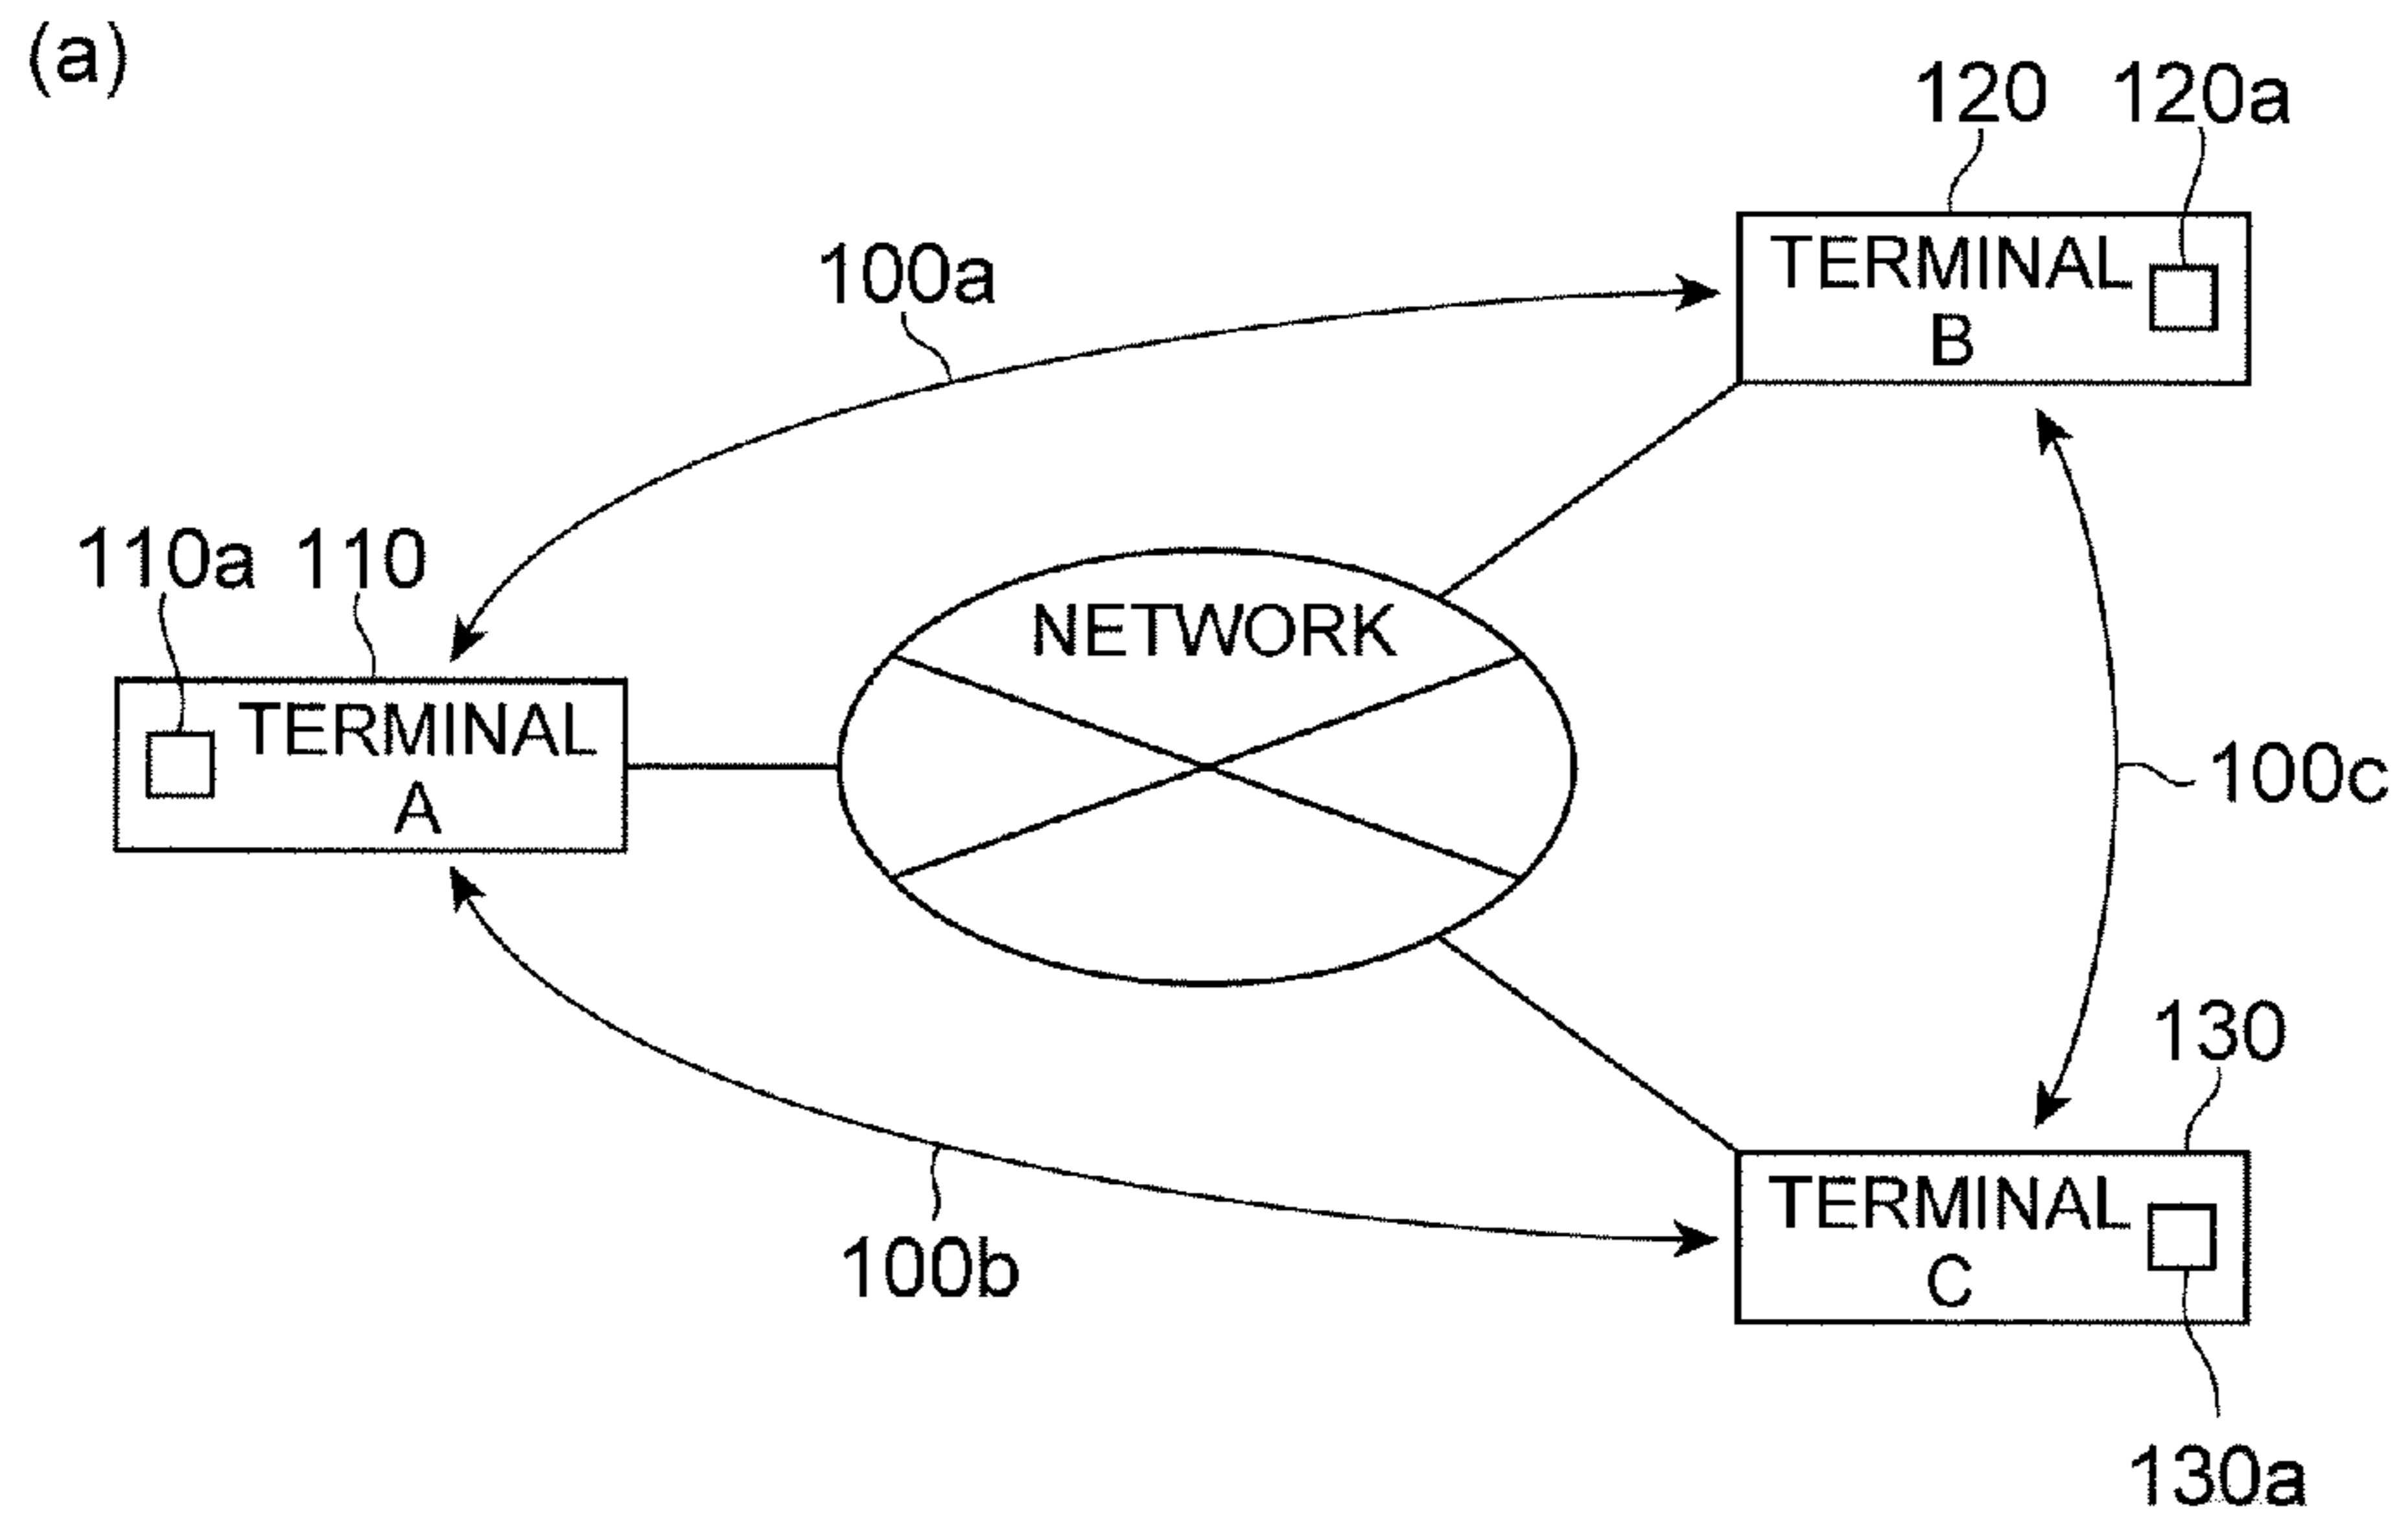 (a)
120 120a
TERMINAL
B
100a
110a 110
TERMINAL
A
NETWORK
100c
130
TERMINAL
C
100b
130a